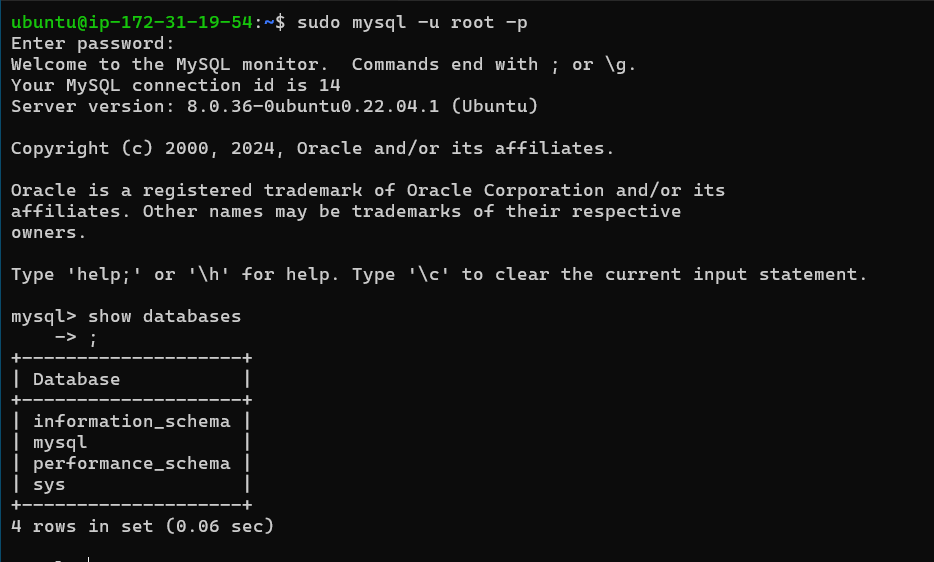 ubuntu@ip-172-31-19-54:~$ sudo mysql -u root -p
Enter password:
Welcome to the MySQL monitor.  Commands end with ; or \g.
Your MySQL connection id is 14
Server version: 8.0.36-0ubuntu0.22.04.1 (Ubuntu)

Copyright (c) 2000, 2024, Oracle and/or its affiliates.

Oracle is a registered trademark of Oracle Corporation and/or its
affiliates. Other names may be trademarks of their respective
owners.

Type 'help;' or '\h' for help. Type '\c' to clear the current input statement.

mysql> show databases
    -> ;
+--------------------+
| Database           |
+--------------------+
| information_schema |
| mysql              |
| performance_schema |
| sys                |
+--------------------+
4 rows in set (0.06 sec)